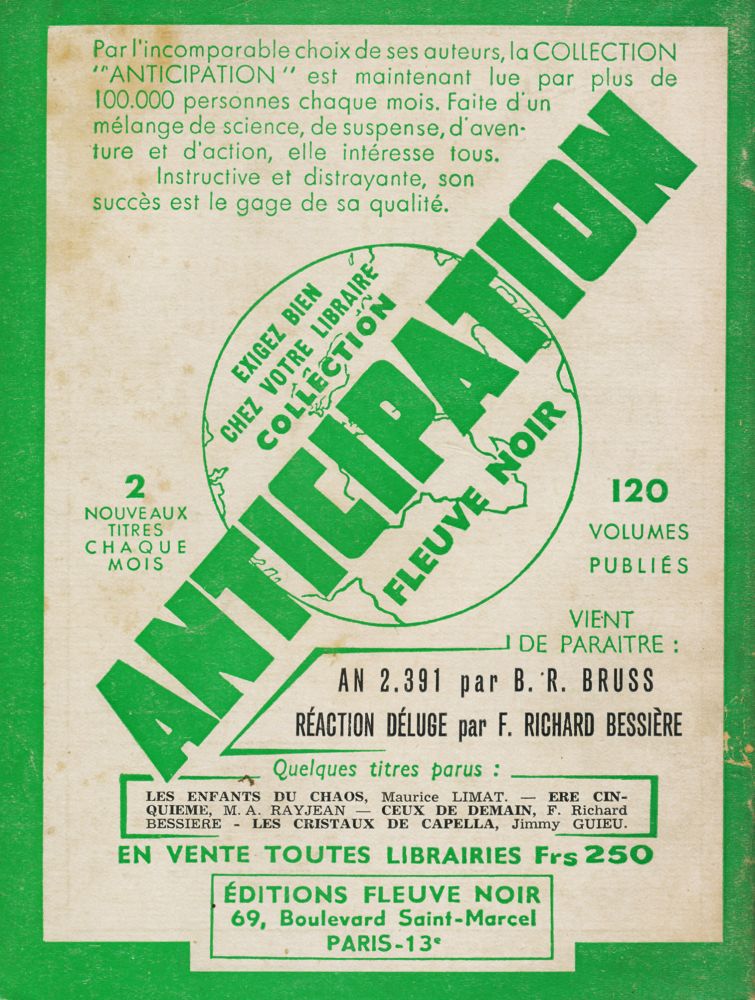 Par l'incomparable choix de ses auteurs, la COLLECTION
"ANTICIPATION" est maintenant lue par plus de
100.000 personnes chaque mois. Faite d'un
mélange de science, de suspense, d'aven-
ture et d'action, elle intéresse tous.
Instructive et distrayante, son
succès est le gage de sa qualité.
EXIGEZ BIEN
CHEZ VOTRE LIBRAIRE
COLLECTION
ANTICIPATION
FLEUVE NOIR
2
NOUVEAUX
TITRES
CHAQUE
MOIS
120
VOLUMES
PUBLIÉS
VIENT
DE PARAITRE :
AN 2.391 par B. R. BRUSS
RÉACTION DÉLUGE par F. RICHARD BESSIÈRE
Quelques titres parus :
LES ENFANTS DU CHAOS, Maurice LIMAT. — ERE CIN-
QUIEME, M. A. RAYJEAN — CEUX DE DEMAIN, F. Richard
BESSIERE - LES CRISTAUX DE CAPELLA, Jimmy GUIEU.
EN VENTE TOUTES LIBRAIRIES Frs 250
ÉDITIONS FLEUVE NOIR
69, Boulevard Saint-Marcel
PARIS-13e